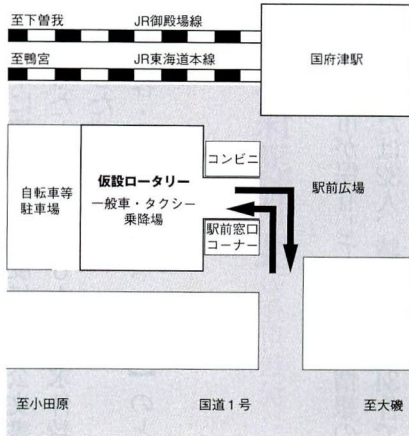 至下曽我
JR御殿場線
至鴨宮
JR東海道本線
国府津駅
コンビニ
仮設ロータリー
一般車・タクシー
乗降場
自転車等
駐車場
駅前広場
駅前窓口
コーナー
至小田原
国道1号
至大磯